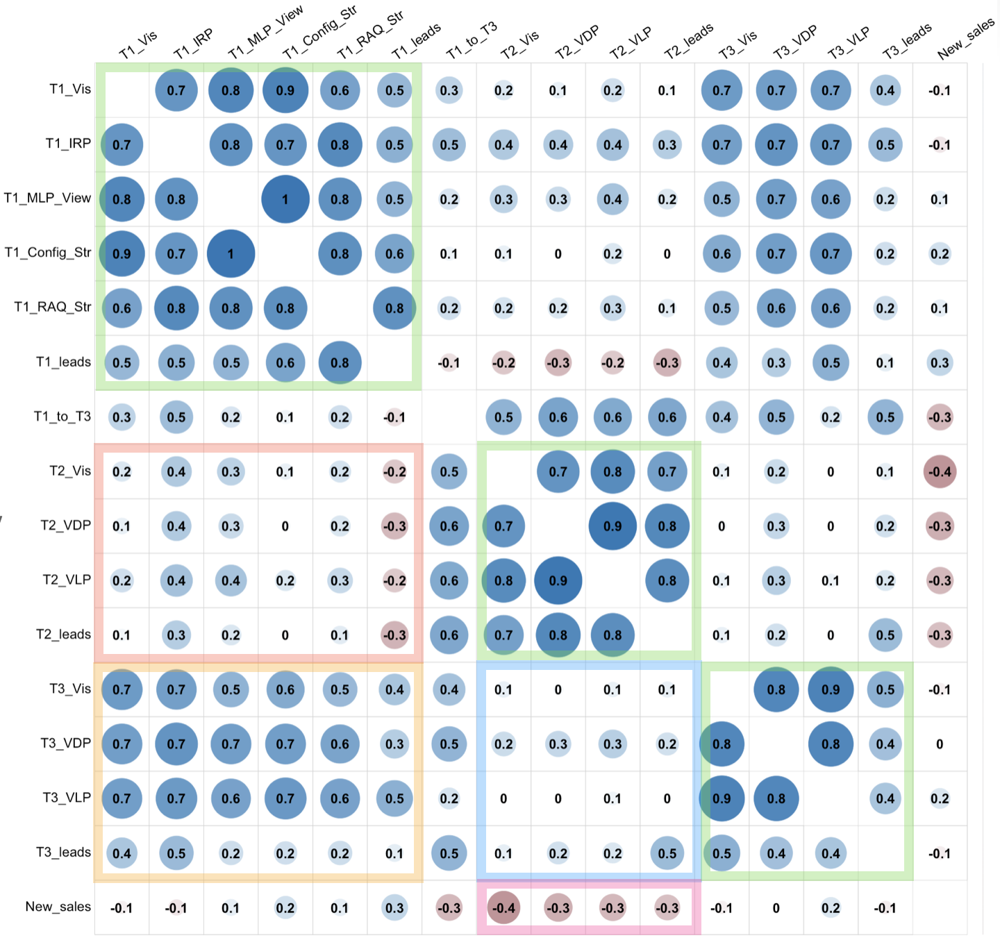 T1_Vis T1_IRP T1_MLP_View T1_Config_Str T1_RAQ_Str T1_leads T1_to_T3 T2_Vis T2_VDP T2_VLP T2_leads T3_Vis T3_VDP T3_VLP T3_leads New_sales
T1_Vis 0.7 0.8 0.9 0.6 0.5 0.3 0.2 0.1 0.2 0.1 0.7 0.7 0.7 0.4 -0.1
T1_IRP 0.7 0.8 0.7 0.8 0.5 0.5 0.4 0.4 0.4 0.3 0.7 0.7 0.7 0.5 -0.1
T1_MLP_View 0.8 0.8 1 0.8 0.5 0.2 0.3 0.3 0.4 0.2 0.5 0.7 0.6 0.2 0.1
T1_Config_Str 0.9 0.7 1 0.8 0.6 0.1 0.1 0 0.2 0 0.6 0.7 0.7 0.2 0.2
T1_RAQ_Str 0.6 0.8 0.8 0.8 0.8 0.2 0.2 0.2 0.3 0.1 0.5 0.6 0.6 0.2 0.1
T1_leads 0.5 0.5 0.5 0.6 0.8 -0.1 -0.2 -0.3 -0.2 -0.3 0.4 0.3 0.5 0.1 0.3
T1_to_T3 0.3 0.5 0.2 0.1 0.2 -0.1 0.5 0.6 0.6 0.6 0.4 0.5 0.2 0.5 -0.3
T2_Vis 0.2 0.4 0.3 0.1 0.2 -0.2 0.5 0.7 0.8 0.7 0.1 0.2 0 0.1 -0.4
T2_VDP 0.1 0.4 0.3 0 0.2 -0.3 0.6 0.7 0.9 0.8 0 0.3 0 0.2 -0.3
T2_VLP 0.2 0.4 0.4 0.2 0.3 -0.2 0.6 0.8 0.9 0.8 0.1 0.3 0.1 0.2 -0.3
T2_leads 0.1 0.3 0.2 0 0.1 -0.3 0.6 0.7 0.8 0.8 0.1 0.2 0 0.5 -0.3
T3_Vis 0.7 0.7 0.5 0.6 0.5 0.4 0.4 0.1 0 0.1 0.1 0.8 0.9 0.5 -0.1
T3_VDP 0.7 0.7 0.7 0.7 0.6 0.3 0.5 0.2 0.3 0.3 0.2 0.8 0.8 0.4 0
T3_VLP 0.7 0.7 0.6 0.7 0.6 0.5 0.2 0 0 0.1 0 0.9 0.8 0.4 0.2
T3_leads 0.4 0.5 0.2 0.2 0.2 0.1 0.5 0.1 0.2 0.2 0.5 0.5 0.4 0.4 -0.1
New_sales -0.1 -0.1 0.1 0.2 0.1 0.3 -0.3 -0.4 -0.3 -0.3 -0.3 -0.1 0 0.2 -0.1